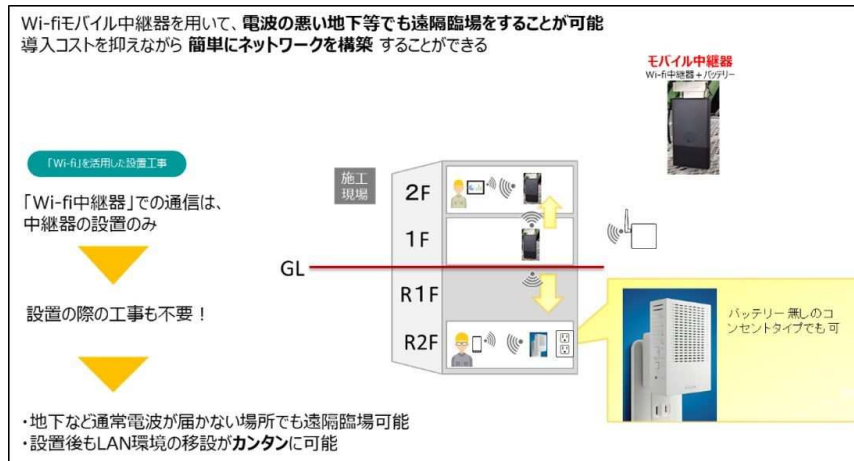 Wi-fiモバイル中継器を用いて、電波の悪い地下等でも遠隔臨場をすることが可能
導入コストを抑えながら 簡単にネットワークを構築 することができる
モバイル中継器
Wi-fi中継器+バッテリー
「Wi-fi」を活用した設置工事
「Wi-fi中継器」での通信は、
中継器の設置のみ
設置の際の工事も不要！
・地下など通常電波が届かない場所でも遠隔臨場可能
・設置後もLAN環境の移設がカンタンに可能
施工
現場
2F
1F
GL
R1F
R2F
バッテリー無しのコ
ンセントタイプでも可